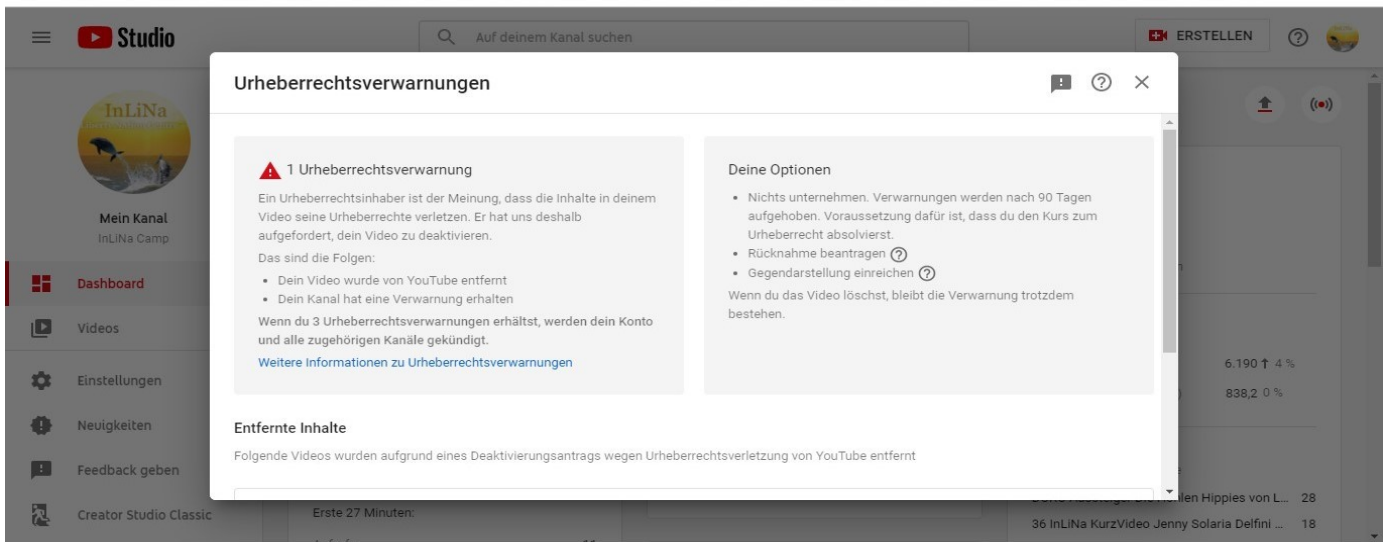 Studio
Auf deinem Kanal suchen
ERSTELLEN
InLiNa
Mein Kanal
InLiNa Camp
Dashboard
Videos
Einstellungen
Neuigkeiten
Feedback geben
Creator Studio Classic
Urheberrechtsverwarnungen
1 Urheberrechtsverwarnung
Ein Urheberrechtsinhaber ist der Meinung, dass die Inhalte in deinem
Video seine Urheberrechte verletzen. Er hat uns deshalb
aufgefordert, dein Video zu deaktivieren.
Das sind die Folgen:
• Dein Video wurde von YouTube entfernt
• Dein Kanal hat eine Verwarnung erhalten
Wenn du 3 Urheberrechtsverwarnungen erhältst, werden dein Konto
und alle zugehörigen Kanäle gekündigt.
Weitere Informationen zu Urheberrechtsverwarnungen
Deine Optionen
• Nichts unternehmen. Verwarnungen werden nach 90 Tagen
aufgehoben. Voraussetzung dafür ist, dass du den Kurs zum
Urheberrecht absolvierst.
• Rücknahme beantragen
• Gegendarstellung einreichen
Wenn du das Video löschst, bleibt die Verwarnung trotzdem
bestehen.
Entfernte Inhalte
Folgende Videos wurden aufgrund eines Deaktivierungsantrags wegen Urheberrechtsverletzung von YouTube entfernt
Erste 27 Minuten:
6.190 ↑ 4 %
838,2 0 %
Hippies von L... 28
36 InLiNa KurzVideo Jenny Solaria Delfini ... 18